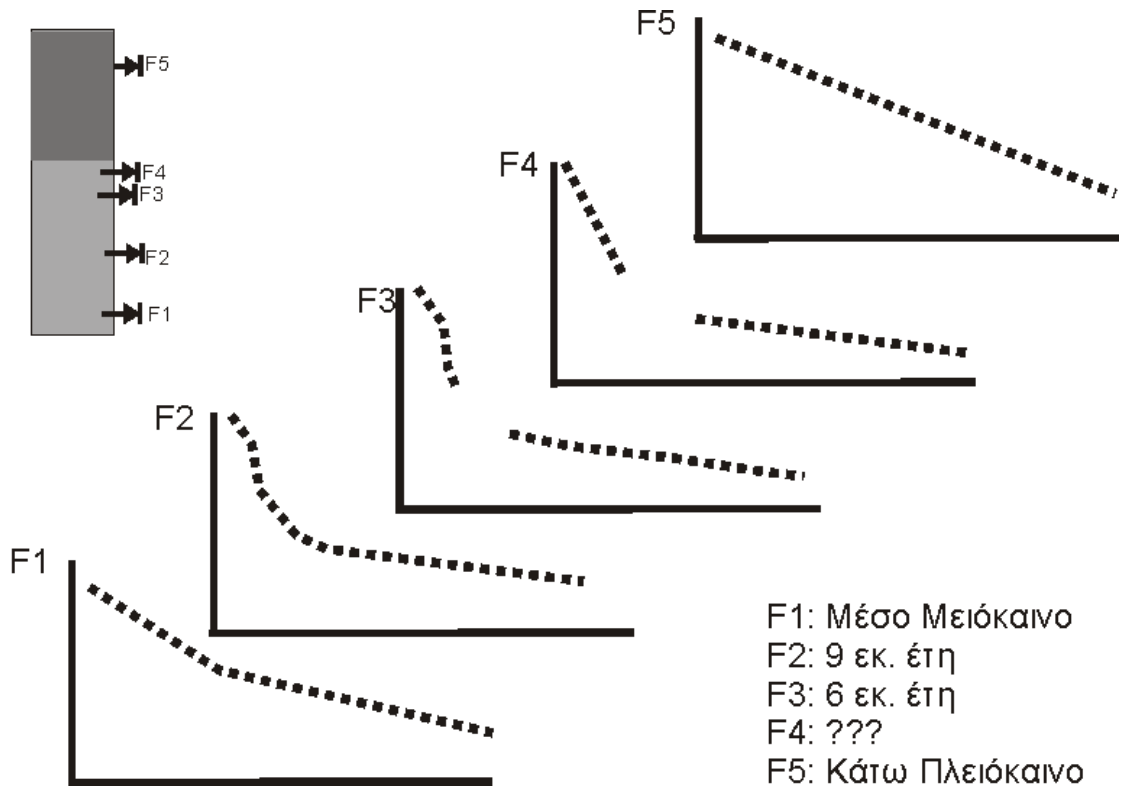 F5
F4
F3
F2
F1
F5
F4
F3
F2
F1
F1: Μέσο Μειόκαινο
F2: 9 εκ. έτη
F3: 6 εκ. έτη
F4: ???
F5: Κάτω Πλειόκαινο